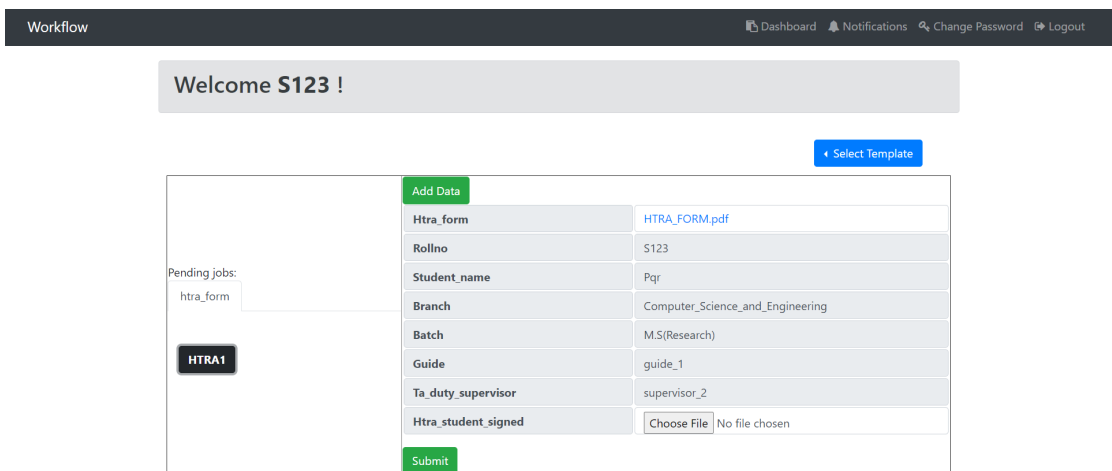 Workflow
Dashboard Notifications Change Password Logout
Welcome S123 !
Select Template
Pending jobs:
htra_form
HTRA1
Add Data
Htra_form HTRA_FORM.pdf
Rollno S123
Student_name Pqr
Branch Computer_Science_and_Engineering
Batch M.S(Research)
Guide guide_1
Ta_duty_supervisor supervisor_2
Htra_student_signed Choose File No file chosen
Submit